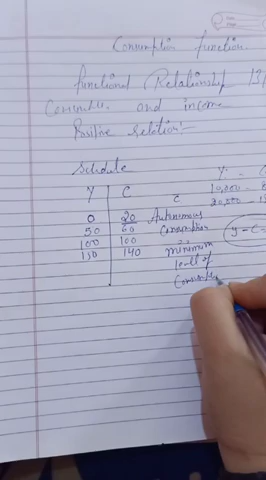 Consumption function
functional Relationship
Consumption and income
Positive relation:-
Schedule
Y C
0 20 Autonomous
50 60 Consumption
100 100
150 140 minimum
level of
Y - C =
10,000 -
20,000 -